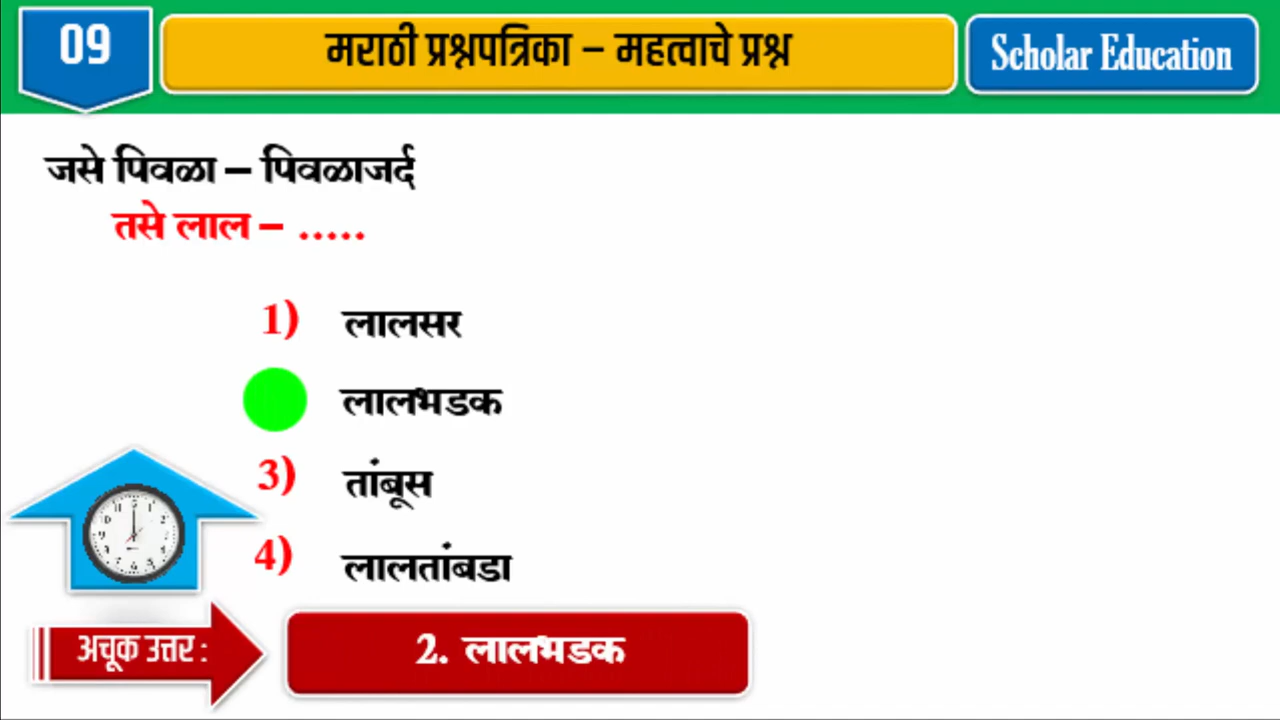 09
मराठी प्रश्नपत्रिका – महत्वाचे प्रश्न
Scholar Education
जसे पिवळा – पिवळाजर्द
तसे लाल – .....
1) लालसर
लालभडक
3) तांबूस
4) लालतांबडा
अचूक उत्तर :
2. लालभडक